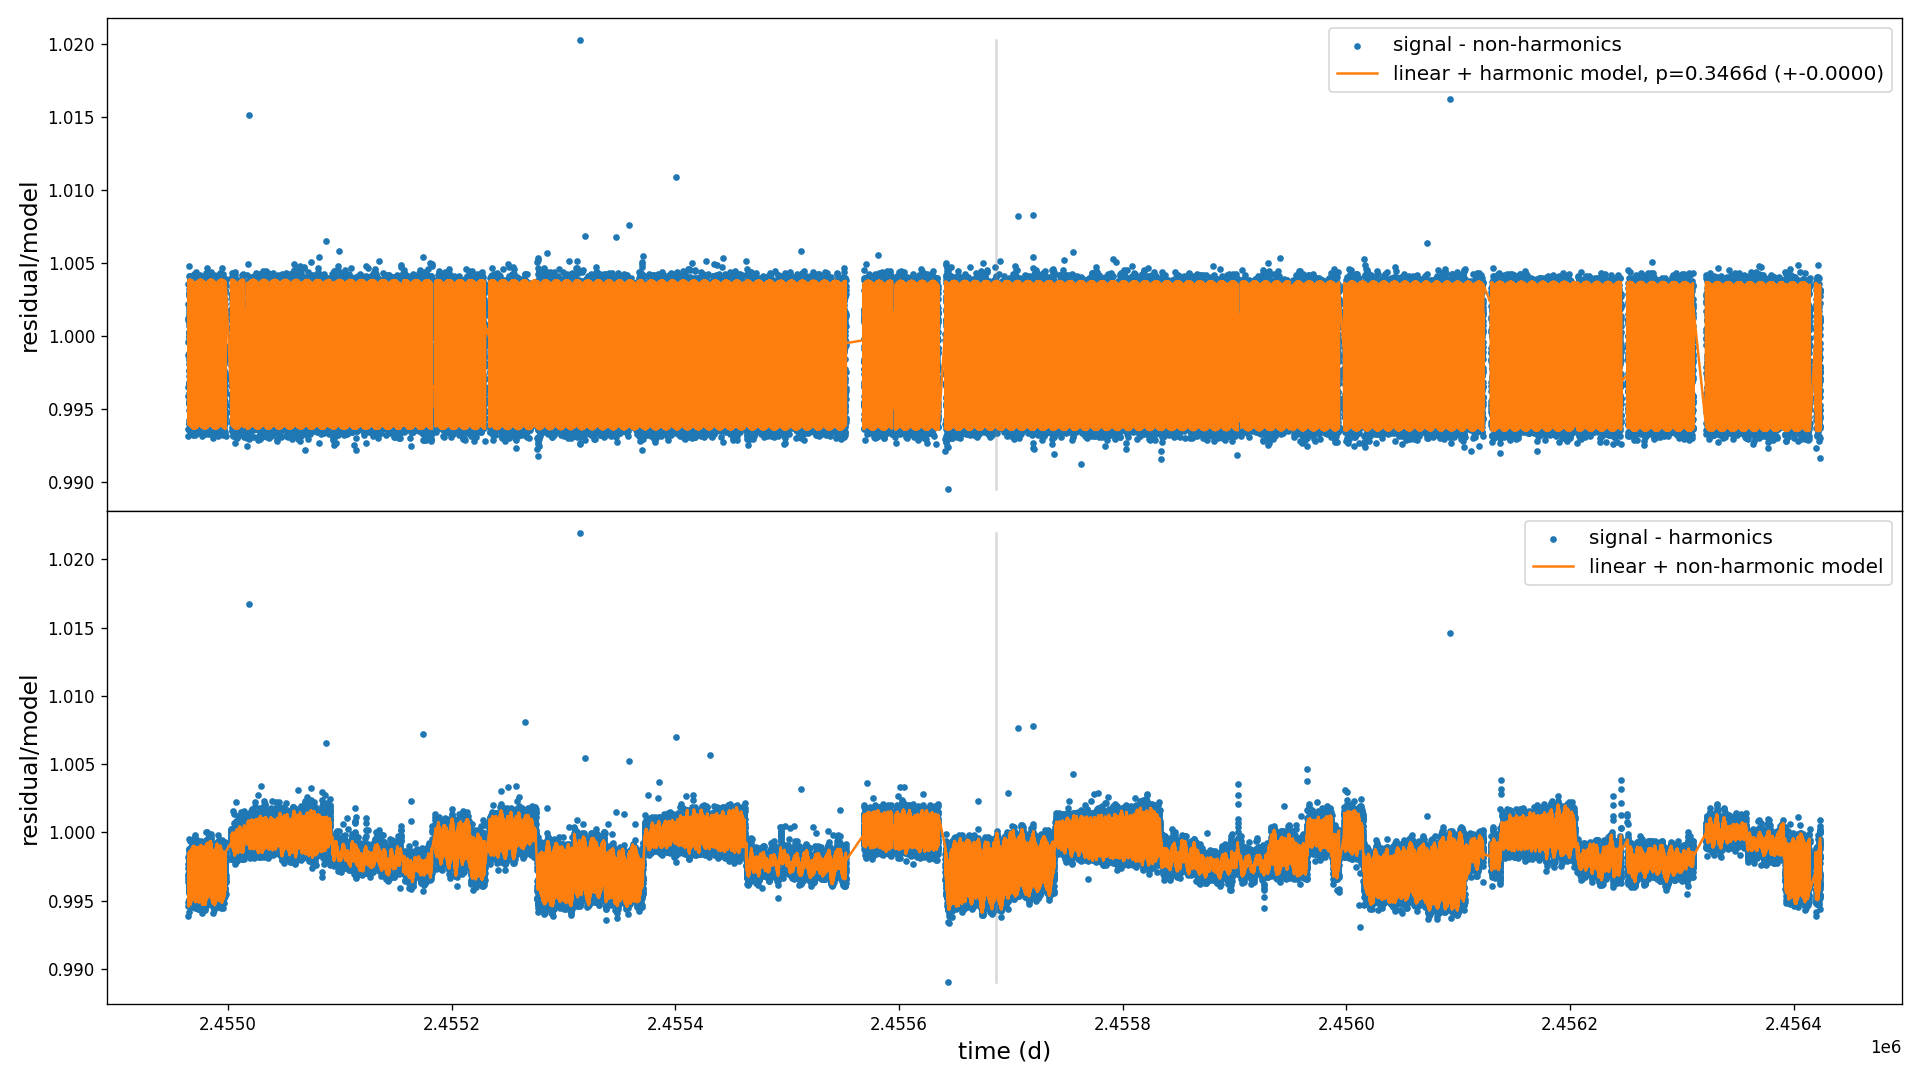 1.020
1.015
1.010
1.005
1.000
0.995
0.990
residual/model
signal - non-harmonics
linear + harmonic model, p=0.3466d (+-0.0000)
1.020
1.015
1.010
1.005
1.000
0.995
0.990
residual/model
signal - harmonics
linear + non-harmonic model
2.4550 2.4552 2.4554 2.4556 2.4558 2.4560 2.4562 2.4564
time (d)
1e6